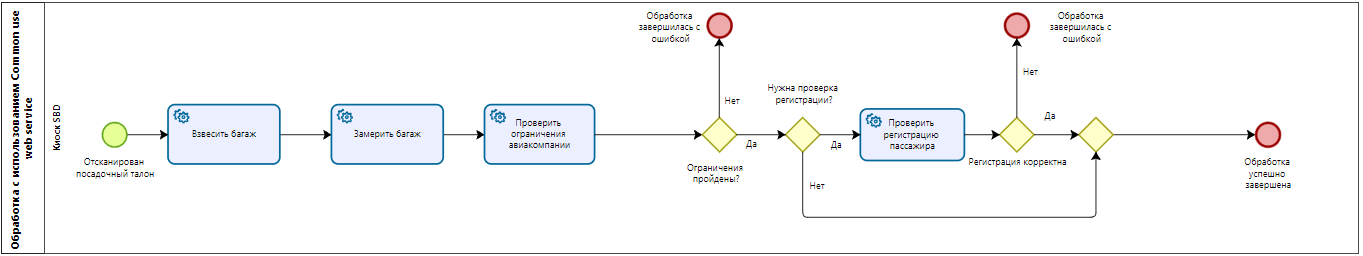 Обработка с использованием Common use
web service
Киоск SBD
Отсканирован
посадочный талон
Взвесить багаж
Замерить багаж
Проверить
ограничения
авиакомпании
Обработка
завершилась с
ошибкой
Нет
Да
Ограничения
пройдены?
Нужна проверка
регистрации?
Да
Нет
Проверить
регистрацию
пассажира
Обработка
завершилась с
ошибкой
Нет
Да
Регистрация корректна
Обработка
успешно
завершена